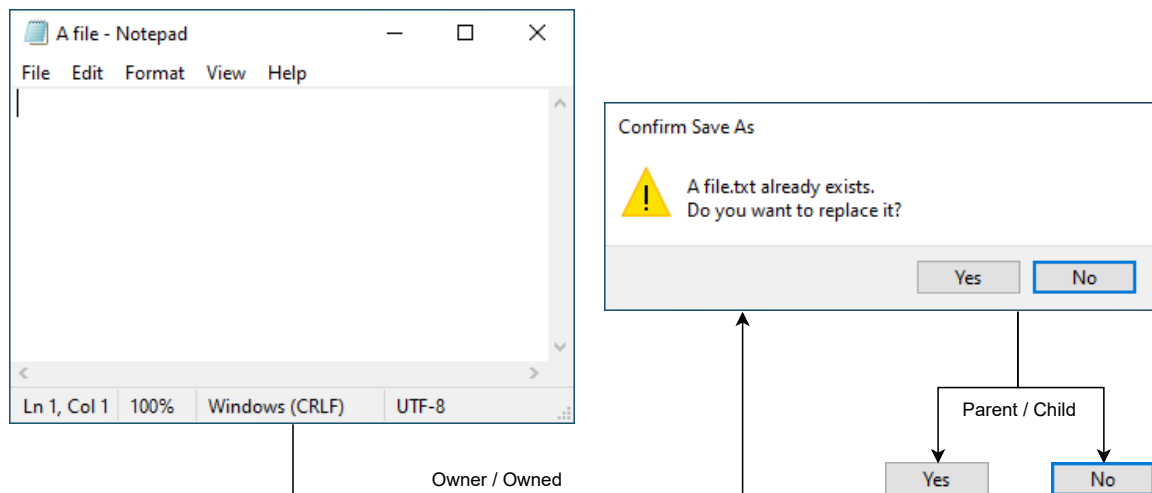 A file - Notepad
File Edit Format View Help
Ln 1, Col 1 100% Windows (CRLF) UTF-8
Confirm Save As
!
A file.txt already exists.
Do you want to replace it?
Yes No
Parent / Child
Owner / Owned
Yes No